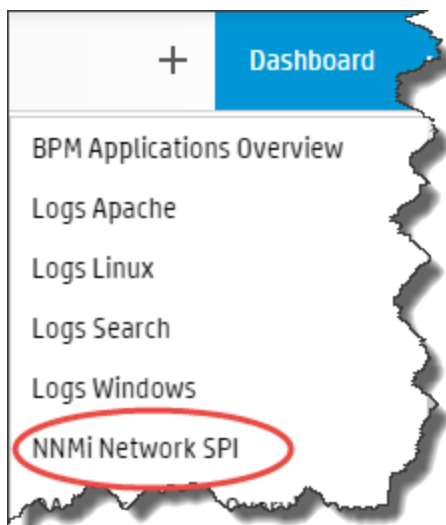 + Dashboard
BPM Applications Overview
Logs Apache
Logs Linux
Logs Search
Logs Windows
NNMi Network SPI